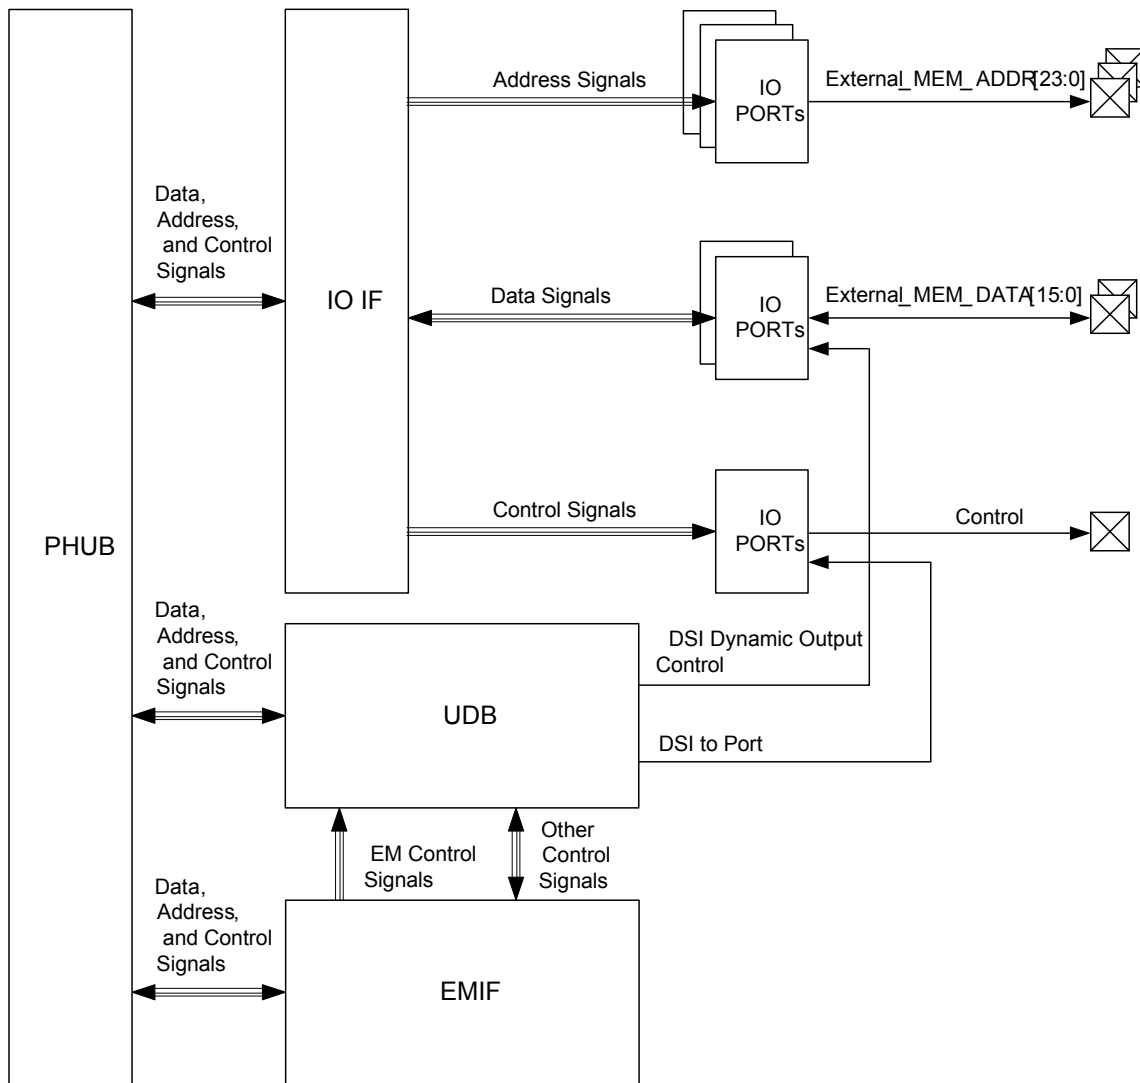 Address Signals
IO
PORTs
External_MEM_ADDR[23:0]
Data,
Address,
and Control
Signals
IO IF
Data Signals
IO
PORTs
External_MEM_DATA[15:0]
PHUB
Control Signals
IO
PORTs
Control
Data,
Address,
and Control
Signals
UDB
DSI Dynamic Output
Control
DSI to Port
EM Control
Signals
Other
Control
Signals
Data,
Address,
and Control
Signals
EMIF